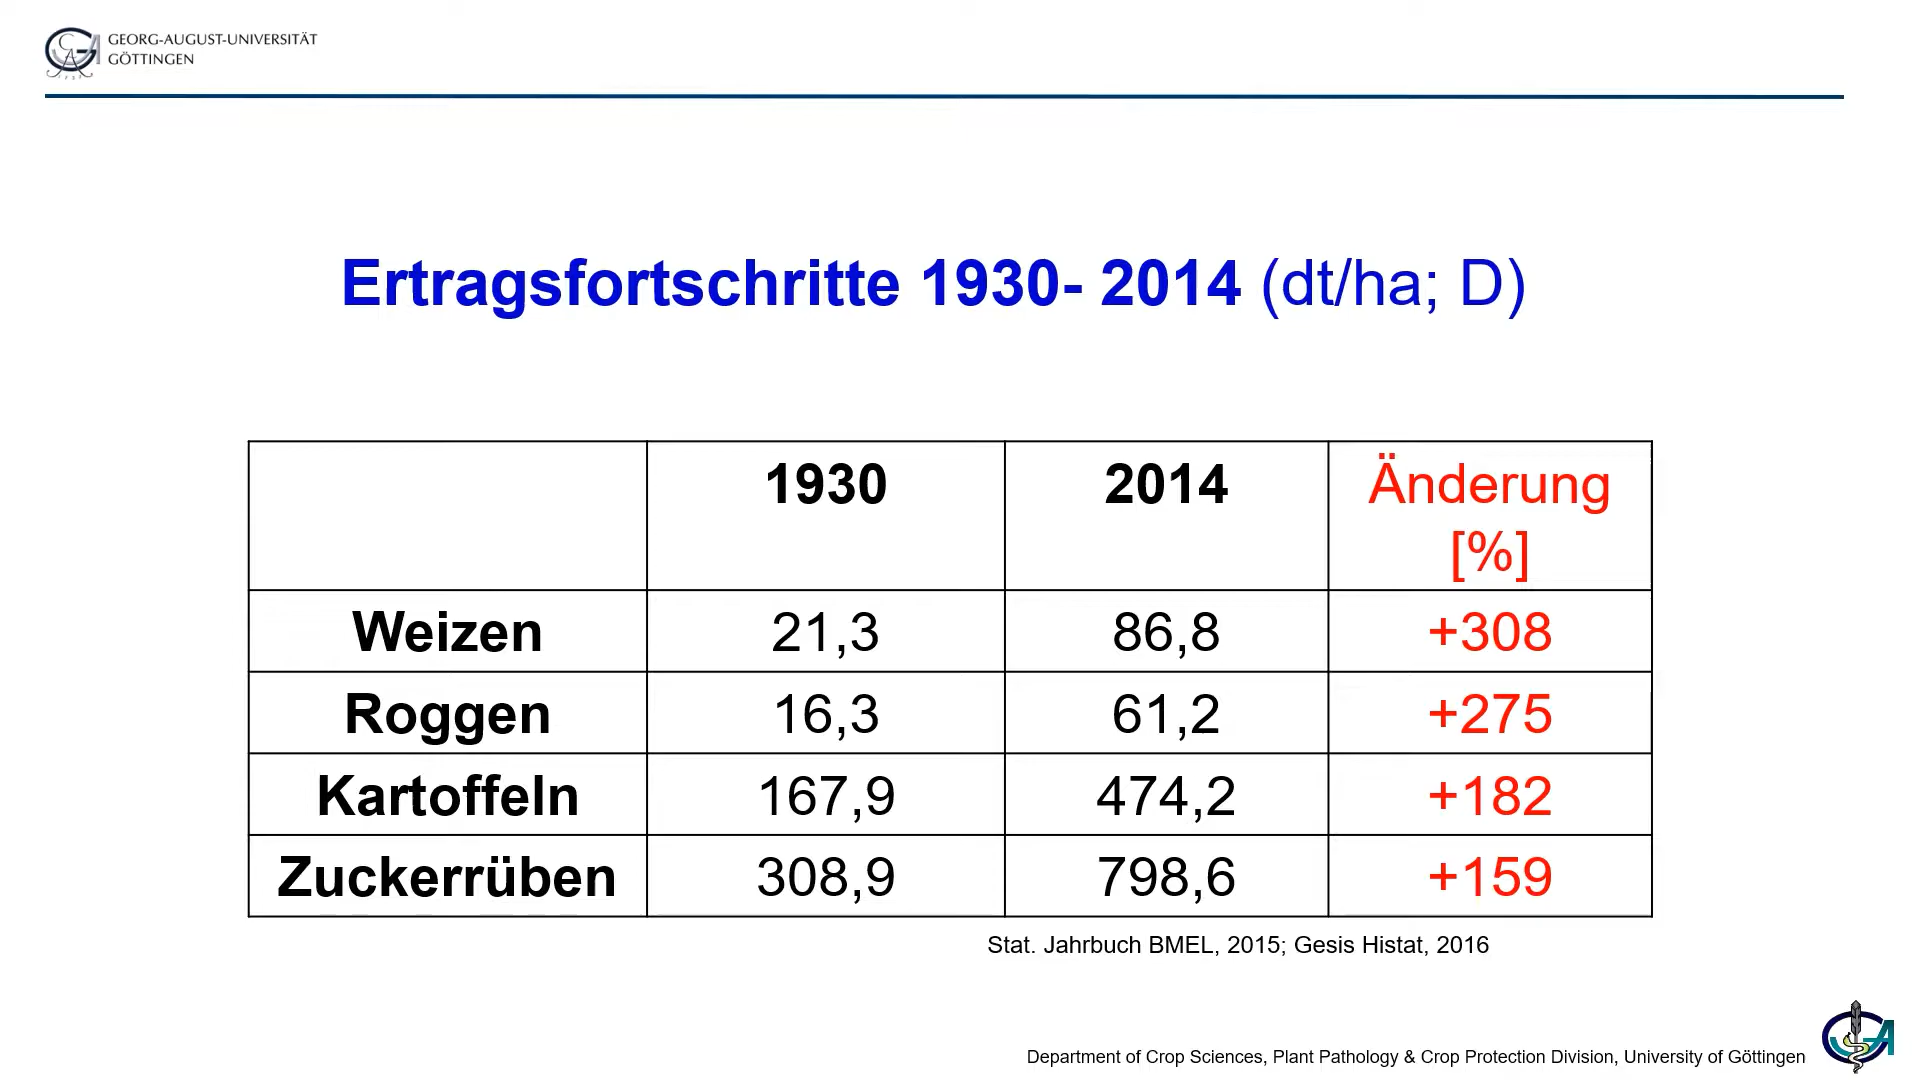 GEORG-AUGUST-UNIVERSITÄT
GÖTTINGEN
Ertragsfortschritte 1930- 2014 (dt/ha; D)
1930 2014 Änderung
[%]
Weizen 21,3 86,8 +308
Roggen 16,3 61,2 +275
Kartoffeln 167,9 474,2 +182
Zuckerrüben 308,9 798,6 +159
Stat. Jahrbuch BMEL, 2015; Gesis Histat, 2016
Department of Crop Sciences, Plant Pathology & Crop Protection Division, University of Göttingen